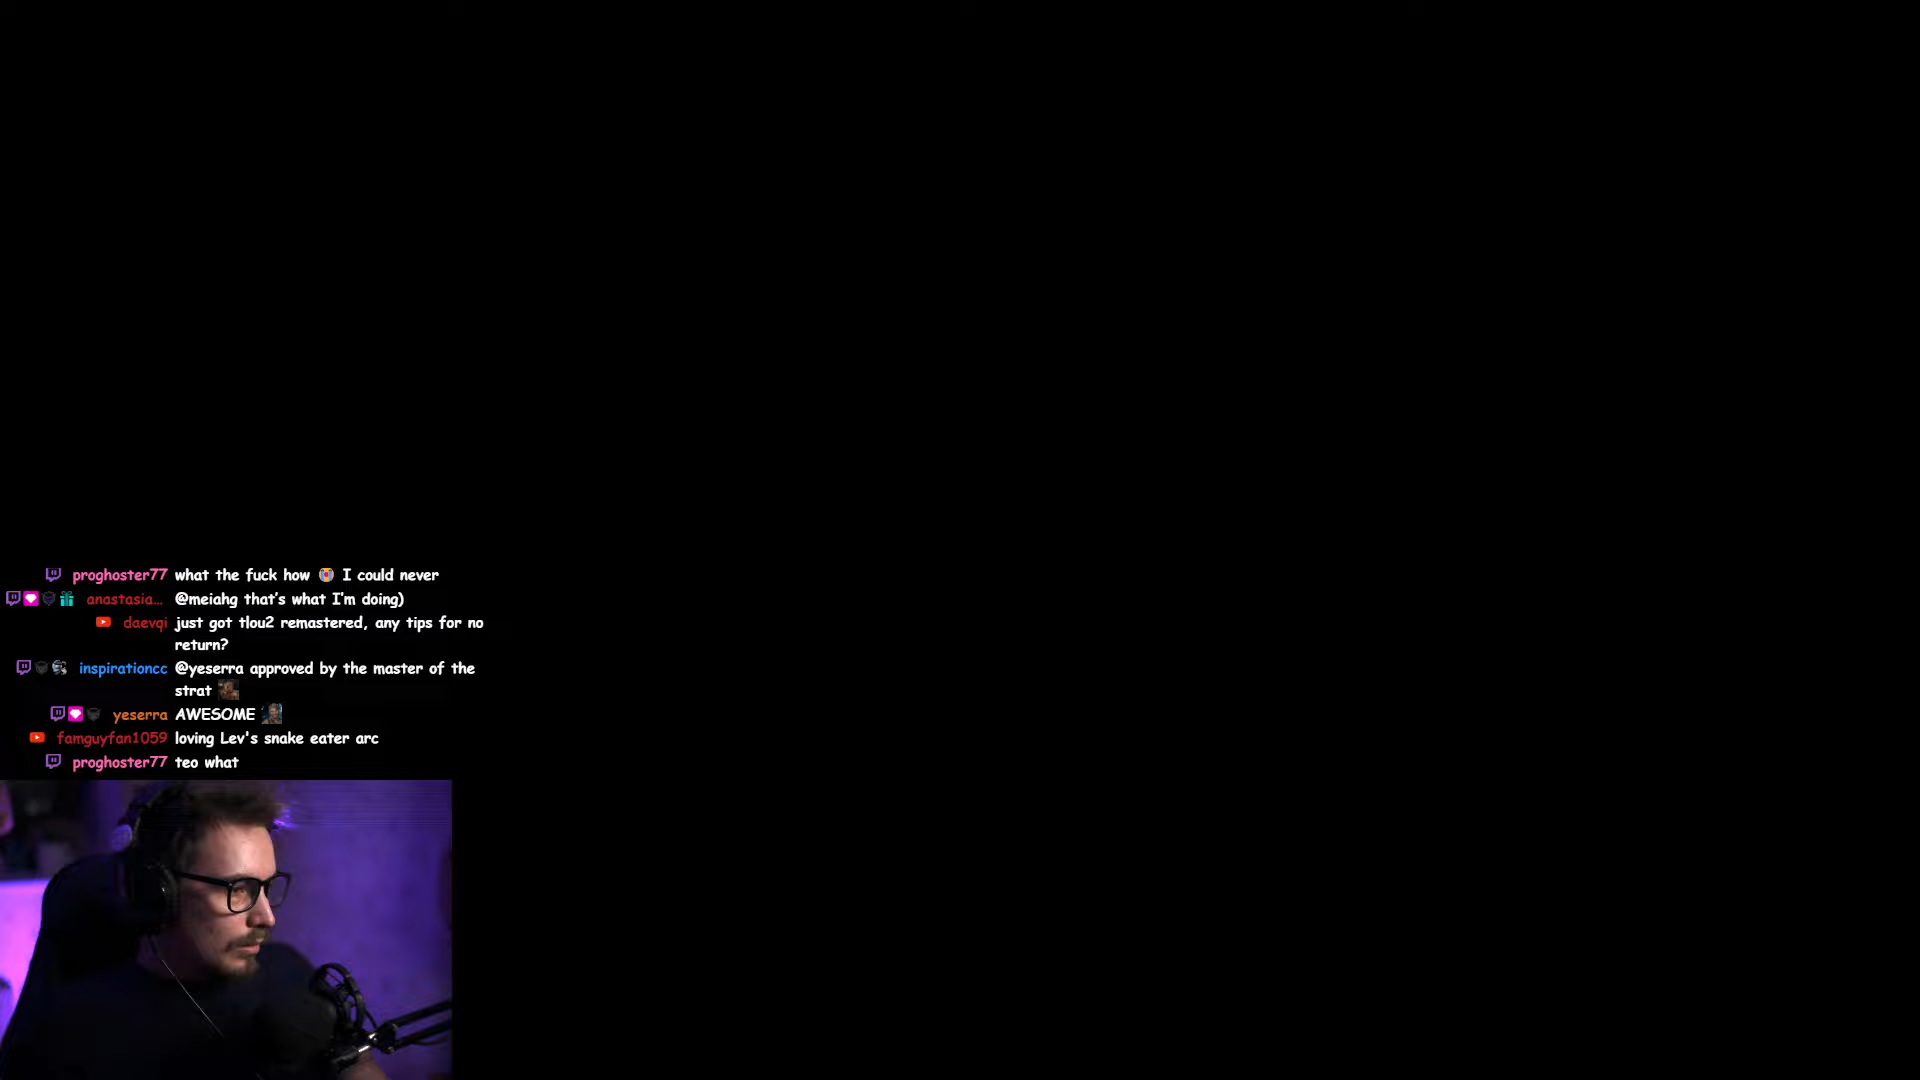 proghoster77 what the fuck how I could never
anastasia... @meiahg that's what I'm doing)
daevqi just got tlou2 remastered, any tips for no
return?
inspirationcc @yeserra approved by the master of the
strat
yeserra AWESOME
famguyfan1059 loving Lev's snake eater arc
proghoster77 teo what